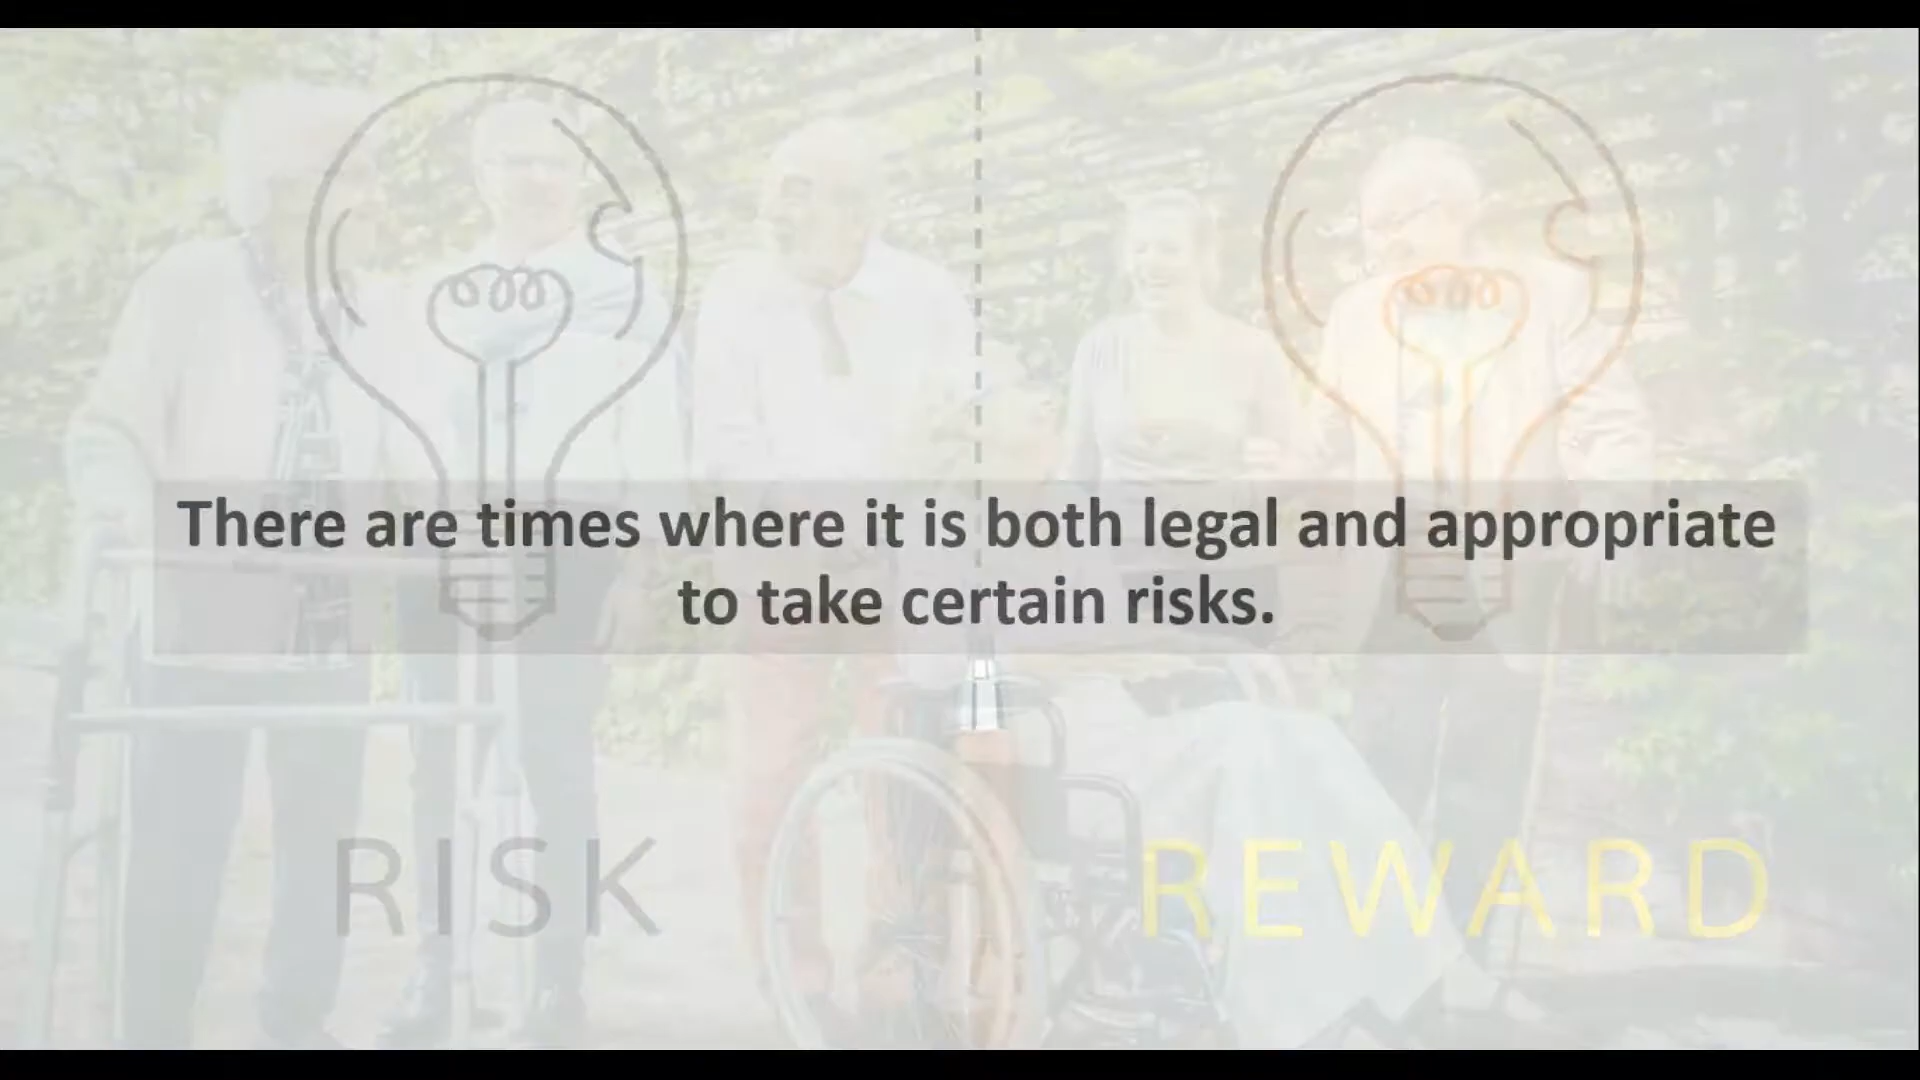 There are times where it is both legal and appropriate
to take certain risks.
RISK
REWARD